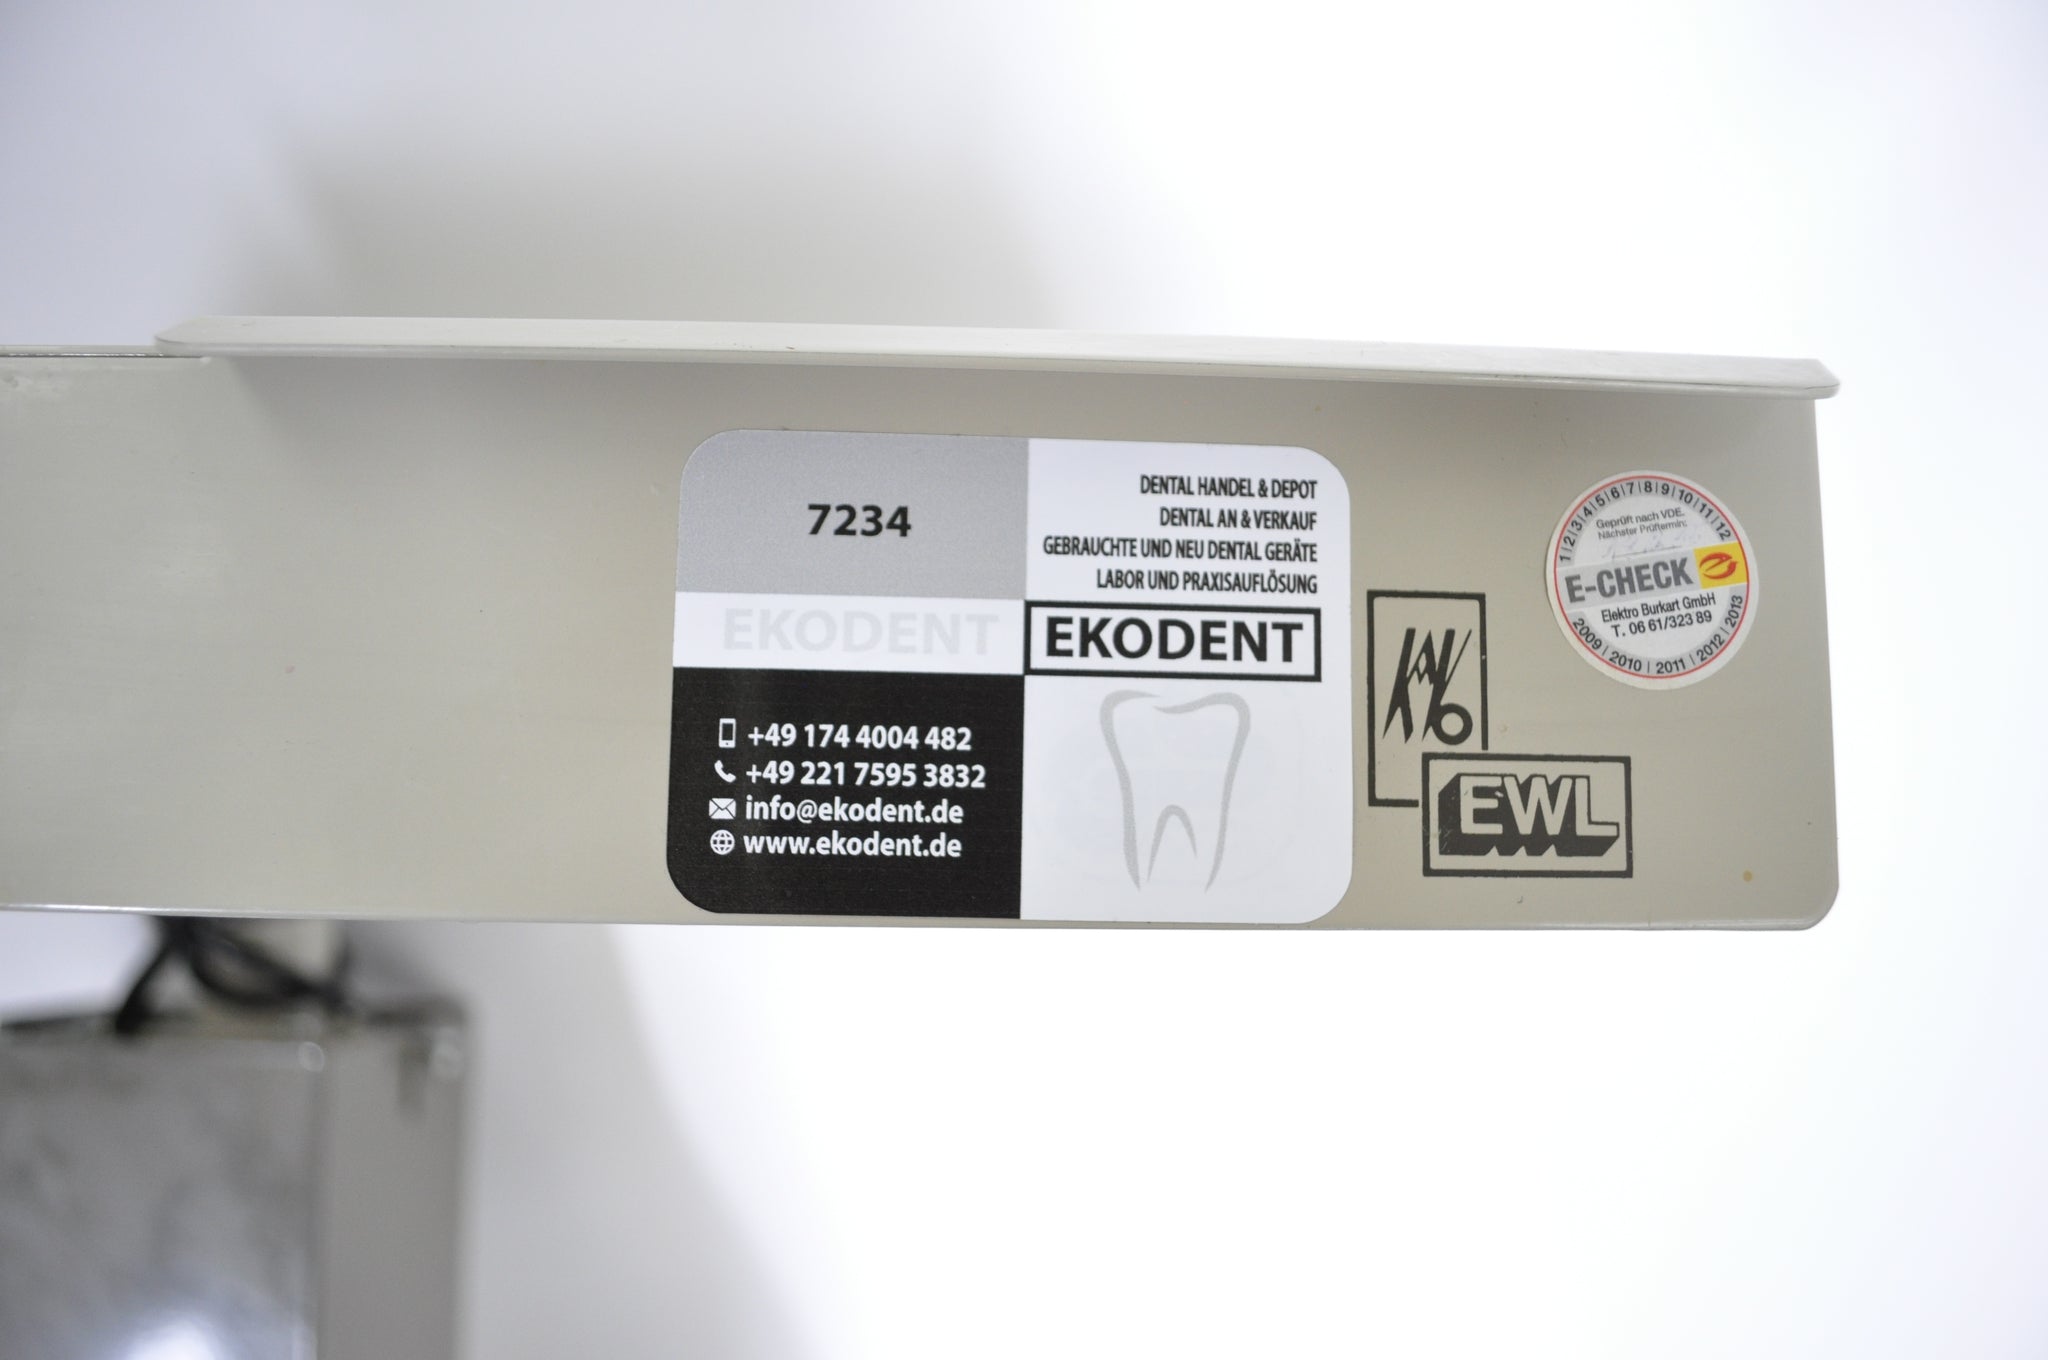 7234
DENTAL HANDEL & DEPOT
DENTAL AN & VERKAUF
GEBRAUCHTE UND NEU DENTAL GERÄTE
LABOR UND PRAXISAUFLÖSUNG
EKODENT
EKODENT
+49 174 4004 482
+49 221 7595 3832
info@ekodent.de
www.ekodent.de
KAVO
EWL
1|2|3|4|5|6|7|8|9|10|11|12
Geprüft nach VDE.
Nächster Prüftermin:
E-CHECK
Elektro Burkart GmbH
T. 06 61/323 89
2009 | 2010 | 2011 | 2012 | 2013